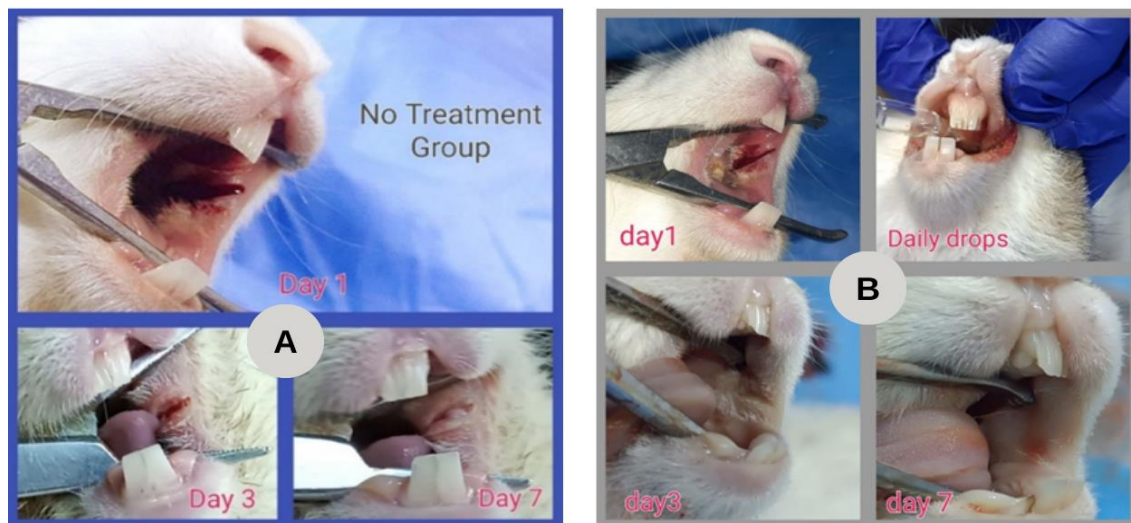 No Treatment
Group
Day 1
A
Day 3
Day 7
day1
Daily drops
B
day3
day 7